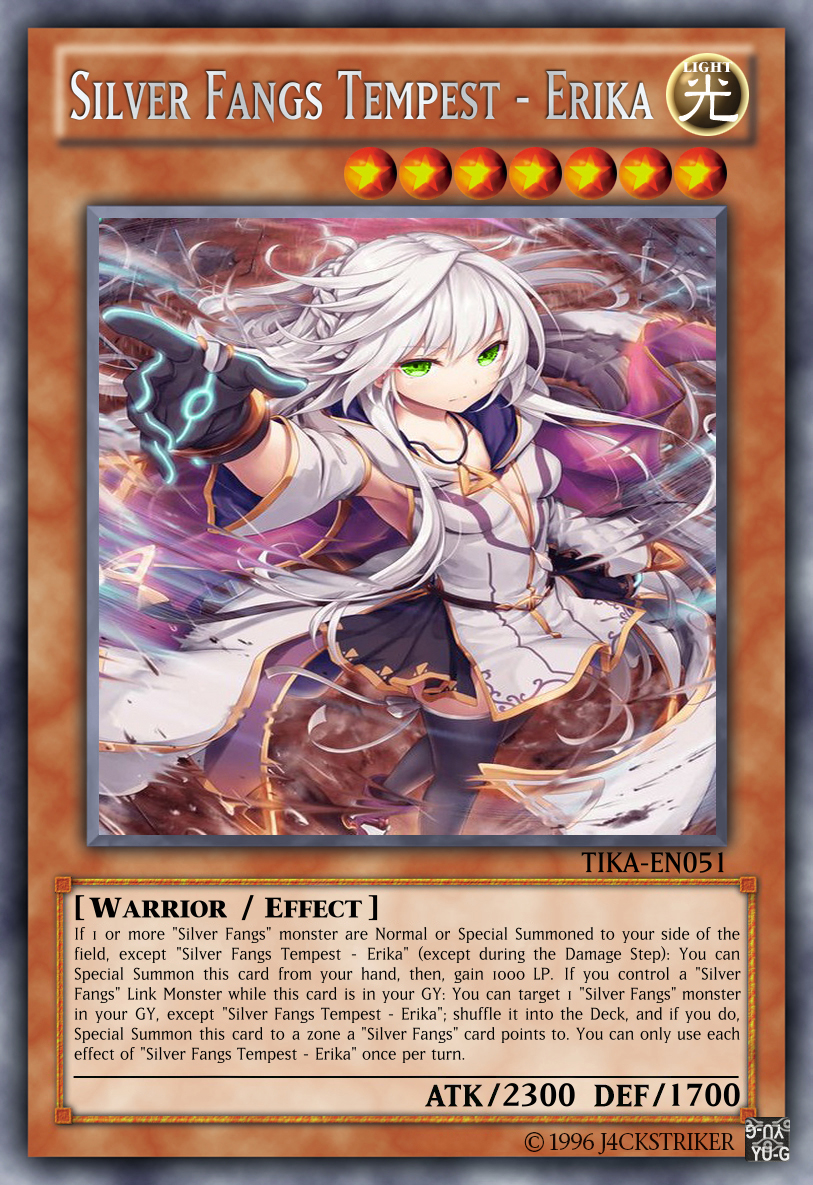 SILVER FANGS TEMPEST - ERIKA
LIGHT
光
TIKA-EN051
[ WARRIOR / EFFECT ]
If 1 or more "Silver Fangs" monster are Normal or Special Summoned to your side of the
field, except "Silver Fangs Tempest - Erika" (except during the Damage Step): You can
Special Summon this card from your hand, then, gain 1000 LP. If you control a "Silver
Fangs" Link Monster while this card is in your GY: You can target 1 "Silver Fangs" monster
in your GY, except "Silver Fangs Tempest - Erika"; shuffle it into the Deck, and if you do,
Special Summon this card to a zone a "Silver Fangs" card points to. You can only use each
effect of "Silver Fangs Tempest - Erika" once per turn.
ATK/2300 DEF/1700
© 1996 J4CKSTRIKER
YU-G
YU-G